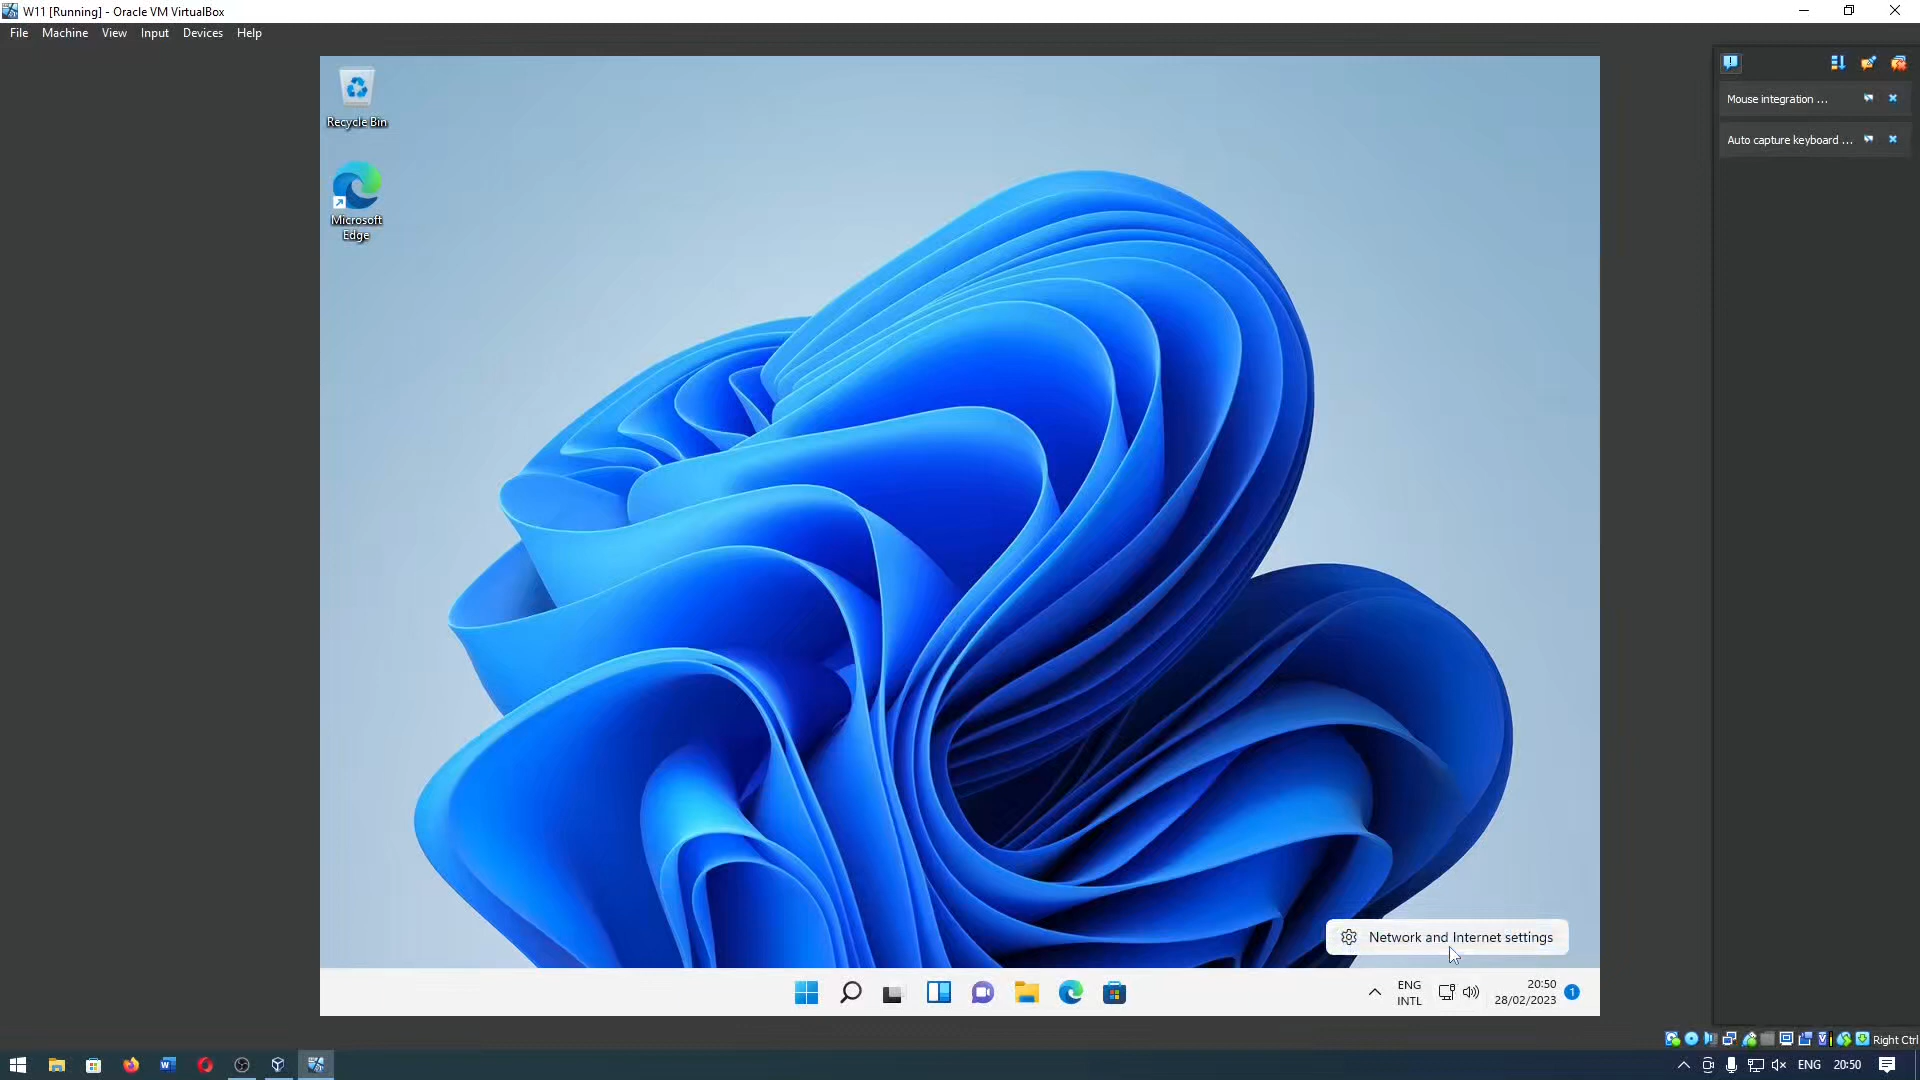 W11 [Running] - Oracle VM VirtualBox
File Machine View Input Devices Help
Mouse integration ...
Auto capture keyboard ...
Recycle Bin
Microsoft
Edge
Network and Internet settings
ENG
INTL
20:50
28/02/2023
1
Right Ctrl
ENG 20:50